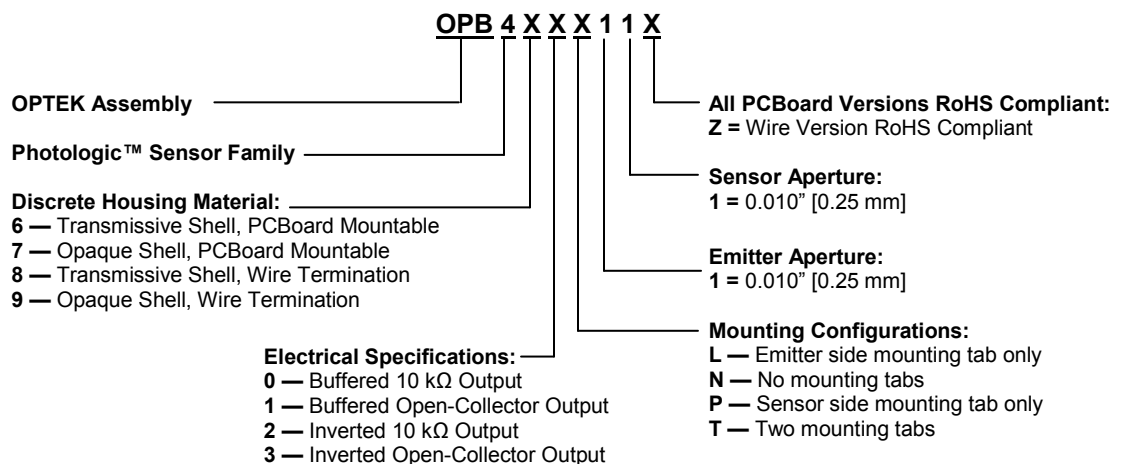 OPB 4 X X X 1 1 X
OPTEK Assembly
Photologic™ Sensor Family
Discrete Housing Material:
6 — Transmissive Shell, PCBoard Mountable
7 — Opaque Shell, PCBoard Mountable
8 — Transmissive Shell, Wire Termination
9 — Opaque Shell, Wire Termination
Electrical Specifications:
0 — Buffered 10 kΩ Output
1 — Buffered Open-Collector Output
2 — Inverted 10 kΩ Output
3 — Inverted Open-Collector Output
All PCBoard Versions RoHS Compliant:
Z = Wire Version RoHS Compliant
Sensor Aperture:
1 = 0.010” [0.25 mm]
Emitter Aperture:
1 = 0.010” [0.25 mm]
Mounting Configurations:
L — Emitter side mounting tab only
N — No mounting tabs
P — Sensor side mounting tab only
T — Two mounting tabs